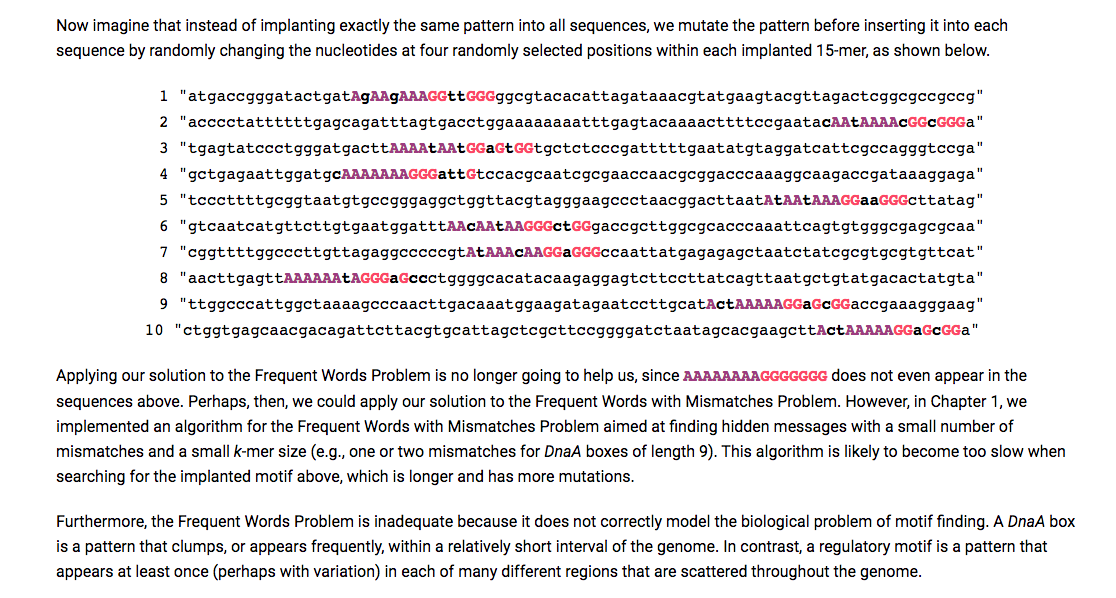 Now imagine that instead of implanting exactly the same pattern into all sequences, we mutate the pattern before inserting it into each
sequence by randomly changing the nucleotides at four randomly selected positions within each implanted 15-mer, as shown below.
1 "atgaccgggatactgatAgAAgAAAGGttGGGggcgtacacattagataaacgtatgaagtacgttagactcggcgccgccg"
2 "acccctattttttgagcagatttagtgacctggaaaaaaaatttgagtacaaaacttttccgaatacAAtAAAAcGGcGGGa"
3 "tgagtatccctgggatgacttAAAAtAAtGGaGtGGtgctctcccgatttttgaatatgtaggatcattcgccagggtccga"
4 "gctgagaattggatgcAAAAAAAGGGattGtccacgcaatcgcgaaccaacgcggacccaaaggcaagaccgataaaggaga"
5 "tcccttttgcggtaatgtgccgggaggctggttacgtagggaagccctaacggacttaatAtAAtAAAGGaaGGGcttatag"
6 "gtcaatcatgttcttgtgaatggatttAAcAAtAAGGGctGGgaccgcttggcgcacccaaattcagtgtgggcgagcgcaa"
7 "cggttttggcccttgttagaggcccccgtAtAAAcAAGGaGGGccaattatgagagagctaatctatcgcgtgcgtgttcat"
8 "aacttgagttAAAAAAtAGGGaGccctggggcacatacaagaggagtcttccttatcagttaatgctgtatgacactatgta"
9 "ttggcccattggctaaaagcccaacttgacaaatggaagatagaatccttgcatActAAAAAGGaGcGGaccgaaagggaag"
10 "ctggtgagcaacgacagattcttacgtgcattagctcgcttccggggatctaatagcacgaagcttActAAAAAGGaGcGGa"
Applying our solution to the Frequent Words Problem is no longer going to help us, since AAAAAAAAGGGGGGG does not even appear in the
sequences above. Perhaps, then, we could apply our solution to the Frequent Words with Mismatches Problem. However, in Chapter 1, we
implemented an algorithm for the Frequent Words with Mismatches Problem aimed at finding hidden messages with a small number of
mismatches and a small k-mer size (e.g., one or two mismatches for DnaA boxes of length 9). This algorithm is likely to become too slow when
searching for the implanted motif above, which is longer and has more mutations.
Furthermore, the Frequent Words Problem is inadequate because it does not correctly model the biological problem of motif finding. A DnaA box
is a pattern that clumps, or appears frequently, within a relatively short interval of the genome. In contrast, a regulatory motif is a pattern that
appears at least once (perhaps with variation) in each of many different regions that are scattered throughout the genome.